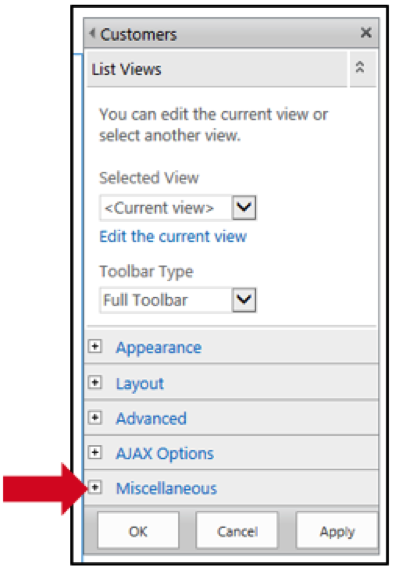 Customers
List Views
You can edit the current view or
select another view.
Selected View
<Current view>
Edit the current view
Toolbar Type
Full Toolbar
Appearance
Layout
Advanced
AJAX Options
Miscellaneous
OK Cancel Apply